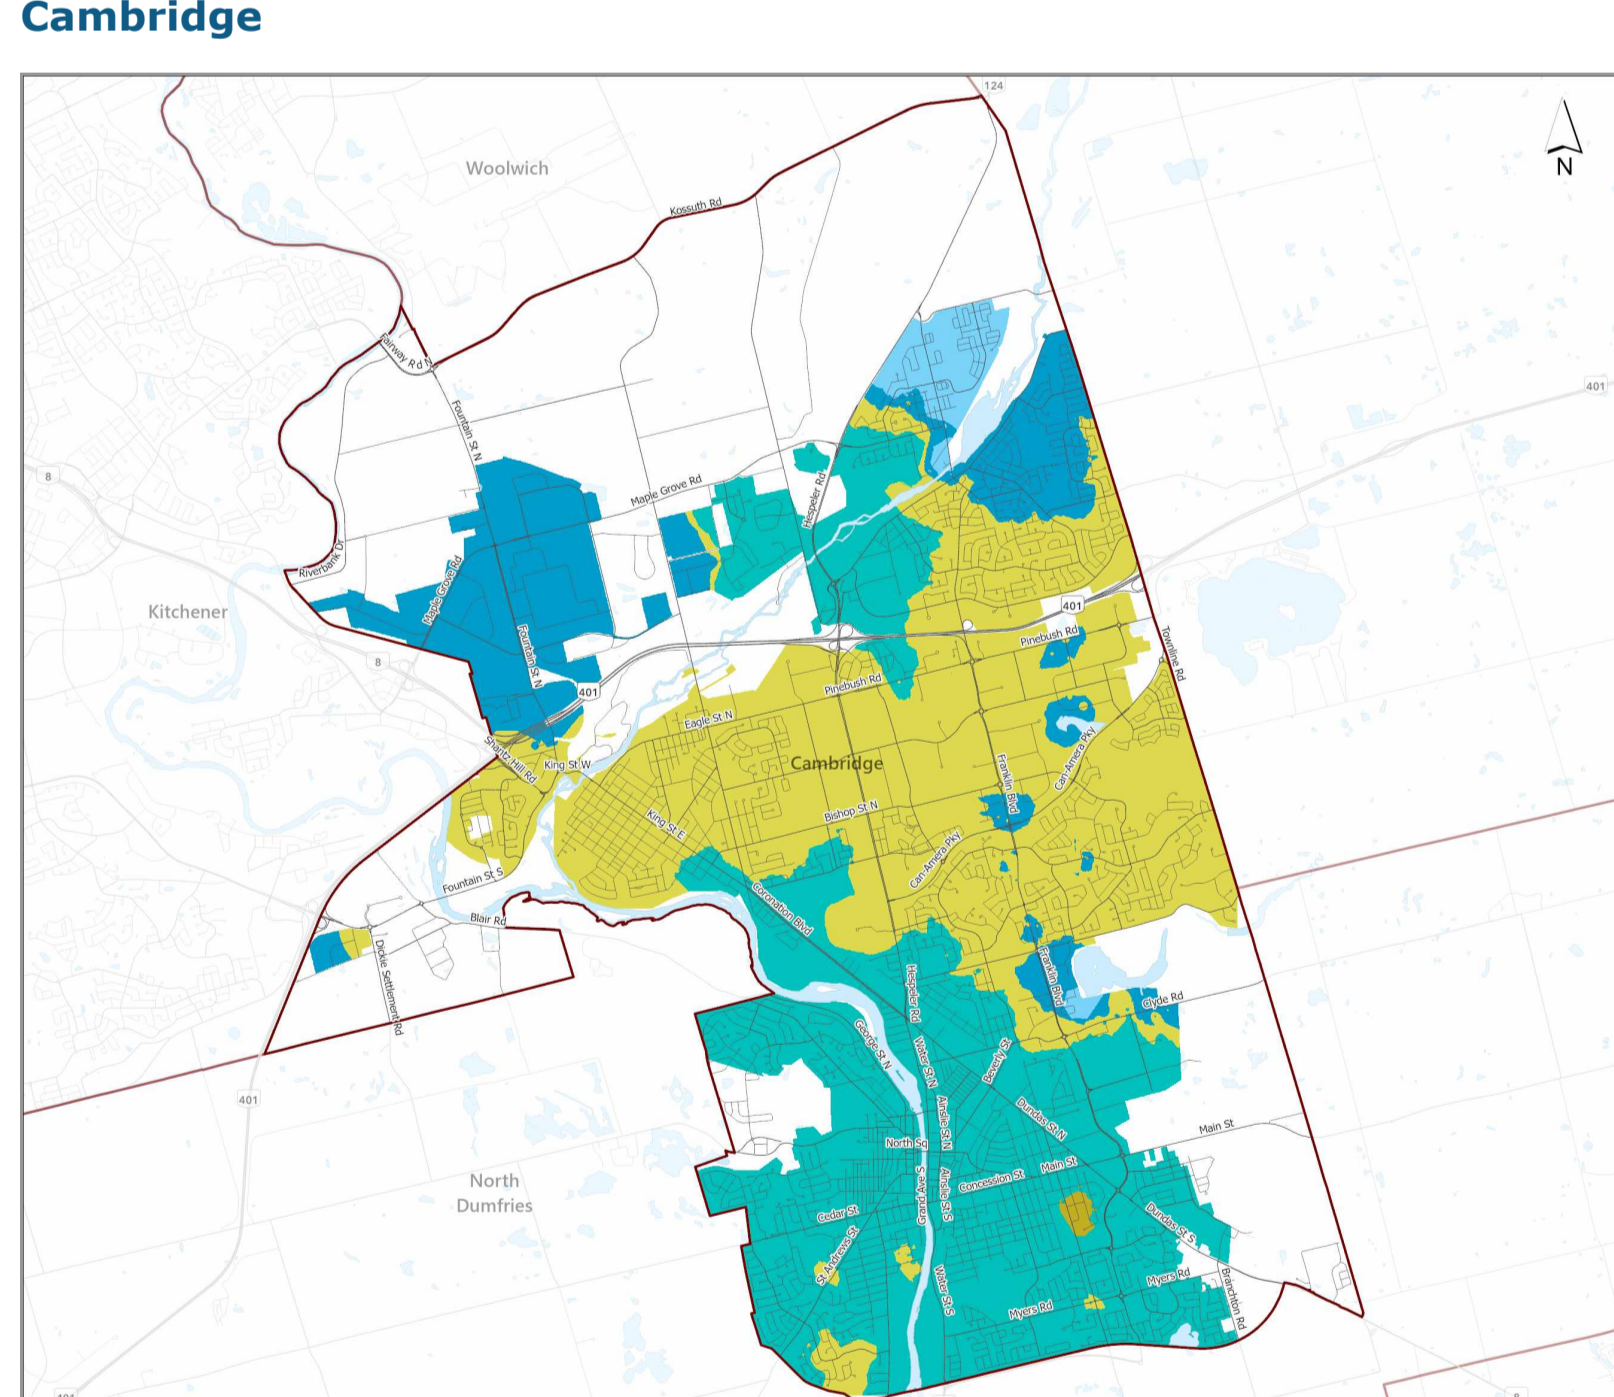 Cambridge
124
Woolwich
N
Kossuth Rd
Fairway Rd N
401
Fountain St N
8
Maple Grove Rd
Hespeler Rd
Riverbank Dr
Maple Grove Rd
Kitchener
401
Pinebush Rd
Fountain St N
Townline Rd
8
401
Pinebush Rd
Eagle St N
Shantz Hill Rd
King St W
Cambridge
Can-Amera Pky
Franklin Blvd
King St E
Bishop St N
Can-Amera Pky
Fountain St S
Coronation Blvd
Blair Rd
Dickie Settlement Rd
Hespeler Rd
Franklin Blvd
Clyde Rd
George St N
Water St N
Beverly St
401
Ainslie St N
Dundas St N
Main St
North Sq
Main St
North
Dumfries
Grand Ave S
Ainslie St S
Concession St
Cedar St
Dundas St S
St Andrews St
Water St S
Myers Rd
Myers Rd
Branchton Rd